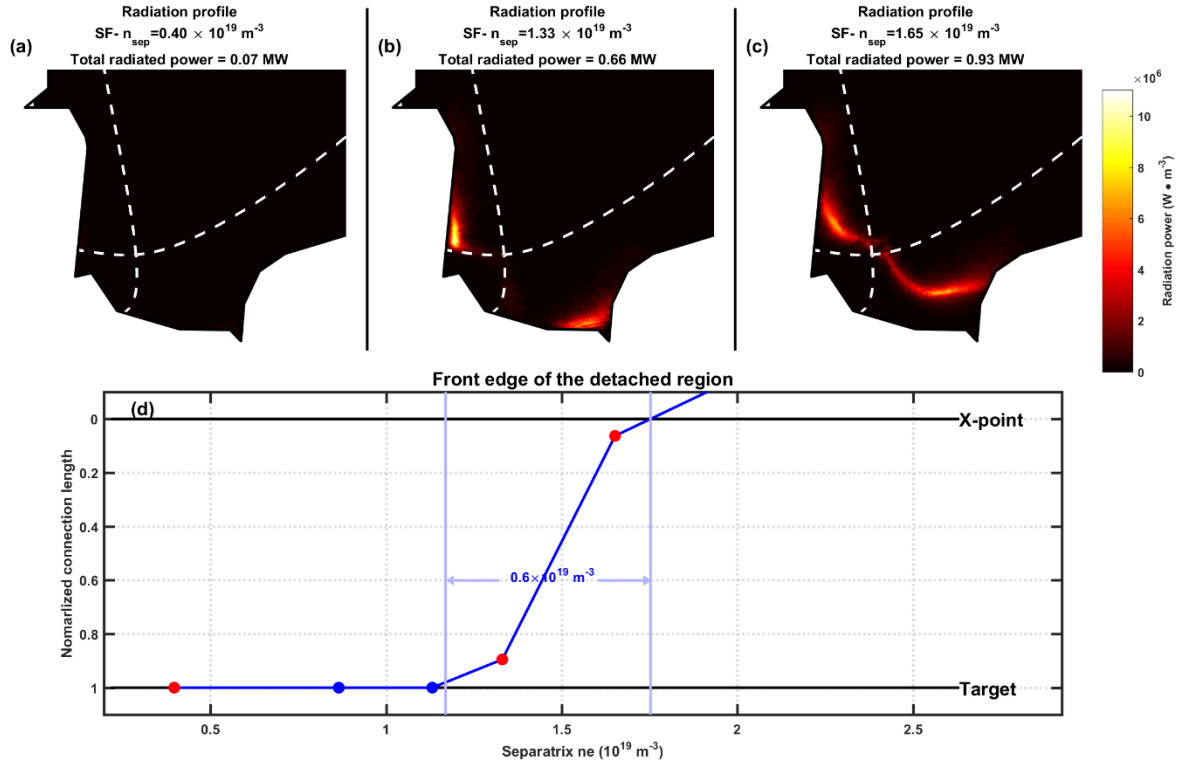 (a)
Radiation profile
SF- n_sep=0.40 × 10^19 m^-3
Total radiated power = 0.07 MW
(b)
Radiation profile
SF- n_sep=1.33 × 10^19 m^-3
Total radiated power = 0.66 MW
(c)
Radiation profile
SF- n_sep=1.65 × 10^19 m^-3
Total radiated power = 0.93 MW
×10^6
10
8
6
4
2
0
Radiation power (W • m^-3)
Front edge of the detached region
(d)
0
0.2
0.4
0.6
0.8
1
Nomarlized connection length
X-point
0.6×10^19 m^-3
Target
0.5
1
1.5
2
2.5
Separatrix ne (10^19 m^-3)